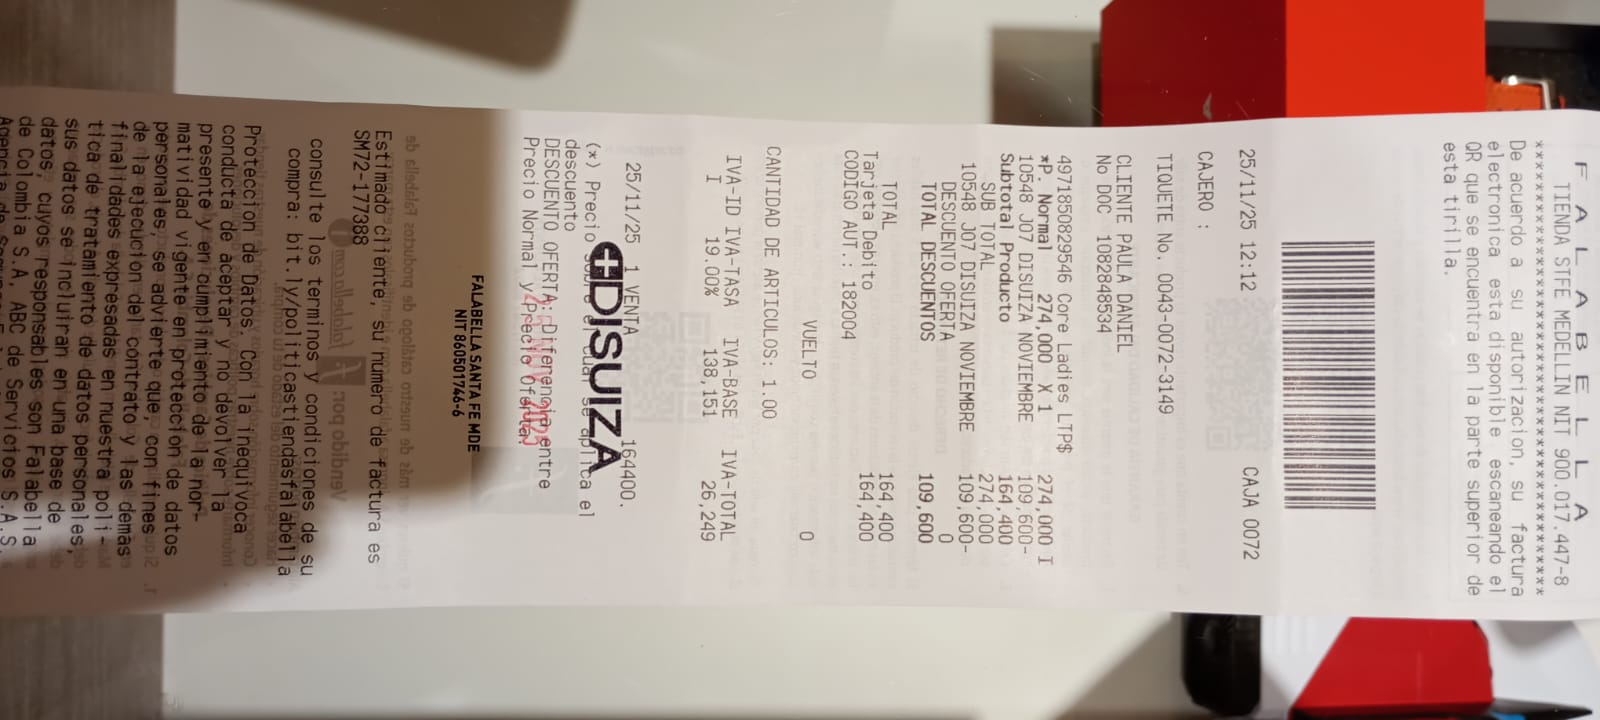 F A L A B E L L A
TIENDA STFE MEDELLIN NIT 900.017.447-8
**************************************
De acuerdo a su autorizacion, su factura
electronica esta disponible escaneando el
QR que se encuentra en la parte superior de
esta tirilla.
25/11/25 12:12 CAJA 0072
CAJERO :
TIQUETE No. 0043-0072-3149
CLIENTE PAULA DANIEL
No DOC 1082848534
4971850829546 Core Ladies LTP$
*P. Normal 274,000 X 1 274,000 I
10548 J07 DISUIZA NOVIEMBRE 109,600-
Subtotal Producto 164,400
SUB TOTAL 274,000
10548 J07 DISUIZA NOVIEMBRE 109,600-
DESCUENTO OFERTA 0
TOTAL DESCUENTOS 109,600
TOTAL 164,400
Tarjeta Debito 164,400
CODIGO AUT.: 182004
VUELTO 0
CANTIDAD DE ARTICULOS: 1.00
IVA-ID IVA-TASA IVA-BASE IVA-TOTAL
I 19.00% 138,151 26,249
25/11/25 1 VENTA 164400.
DISUIZA
(*) Precio sobre el cual se aplica el
descuento
DESCUENTO OFERTA: Diferencia entre
Precio Normal y Precio Oferta.
FALABELLA SANTA FE MDE
NIT 860501746-6
Estimado cliente, su numero de factura es
SM72-177388
consulte los terminos y condiciones de su
compra: bit.ly/politicastiendasfalabella
Proteccion de Datos. Con la inequivoca
conducta de aceptar y no devolver la
presente y en cumplimiento de la nor-
matividad vigente en proteccion de datos
personales, se advierte que, con fines
de la ejecucion del contrato y las demas
finalidades expresadas en nuestra poli-
tica de tratamiento de datos personales,
sus datos se incluiran en una base de
datos, cuyos responsables son Falabella
de Colombia S.A. ABC de Servicios S.A.S.